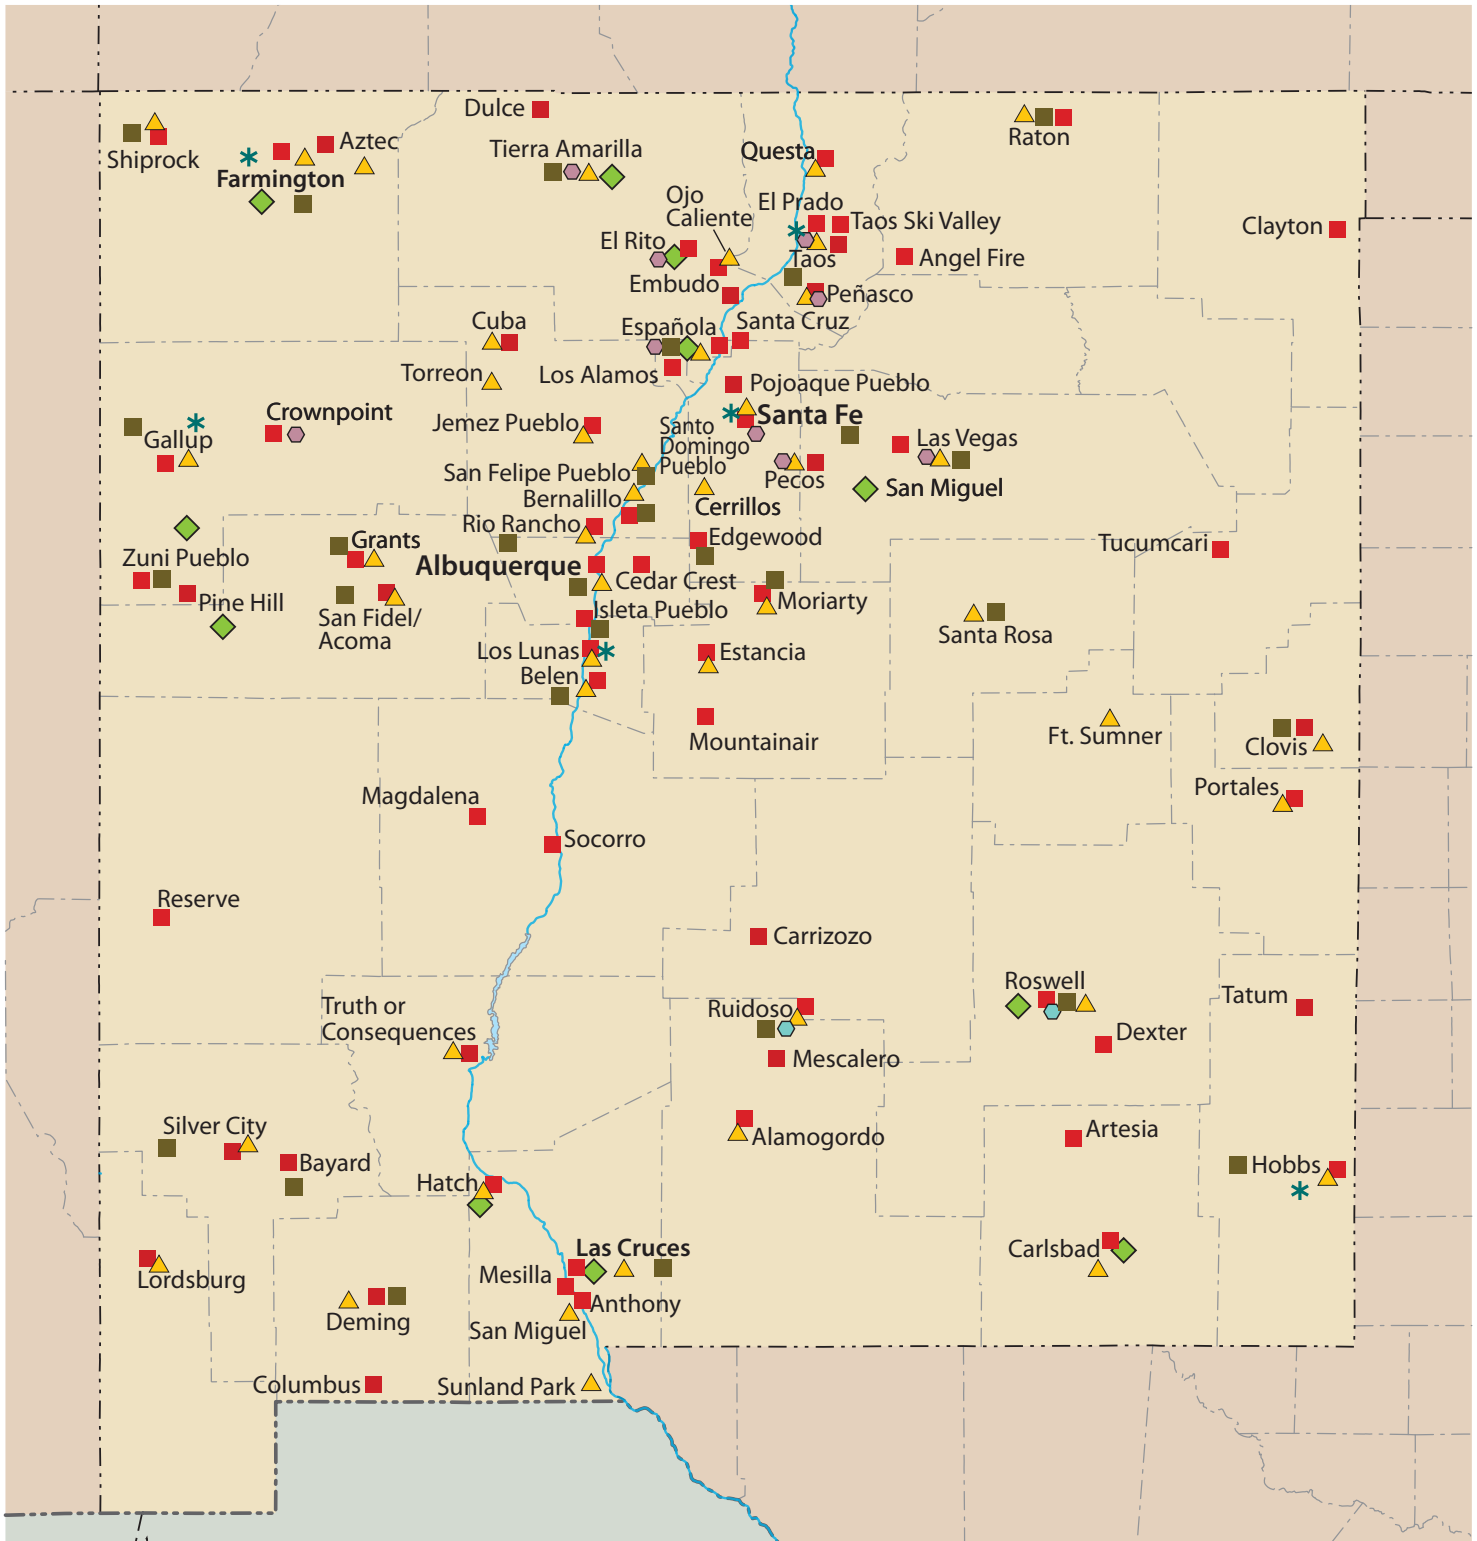 Dulce
Raton
Shiprock
Aztec
Farmington
Tierra Amarilla
Questa
Ojo
Caliente
El Prado
Taos Ski Valley
Clayton
El Rito
Taos
Angel Fire
Embudo
Peñasco
Cuba
Española
Santa Cruz
Torreon
Los Alamos
Pojoaque Pueblo
Crownpoint
Jemez Pueblo
Santa Fe
Gallup
Santo
Domingo
Pueblo
Las Vegas
San Felipe Pueblo
Pecos
San Miguel
Bernalillo
Cerrillos
Rio Rancho
Edgewood
Tucumcari
Grants
Zuni Pueblo
Albuquerque
Cedar Crest
Pine Hill
San Fidel/
Acoma
Isleta Pueblo
Moriarty
Santa Rosa
Los Lunas
Estancia
Belen
Mountainair
Ft. Sumner
Clovis
Portales
Magdalena
Socorro
Reserve
Carrizozo
Roswell
Tatum
Truth or
Consequences
Ruidoso
Dexter
Mescalero
Silver City
Alamogordo
Artesia
Bayard
Hobbs
Hatch
Las Cruces
Carlsbad
Mesilla
Lordsburg
Anthony
Deming
San Miguel
Columbus
Sunland Park